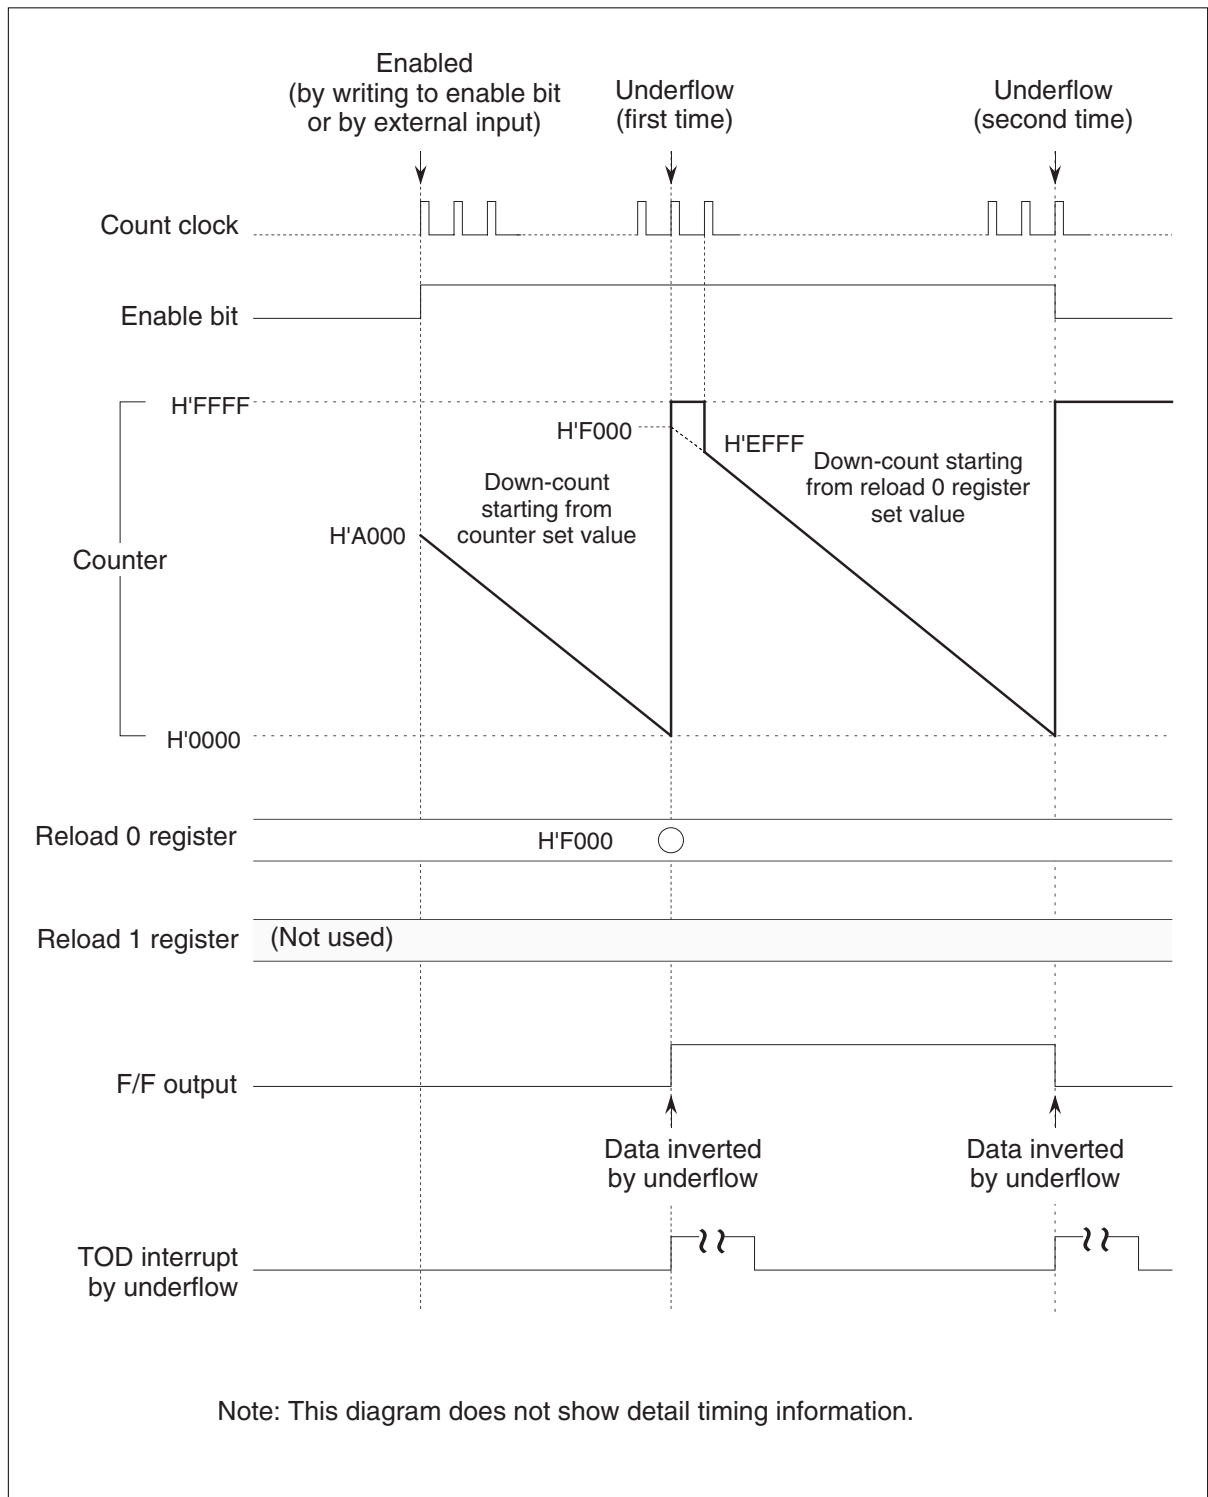 Enabled
(by writing to enable bit
or by external input)
Underflow
(first time)
Underflow
(second time)
Count clock
Enable bit
H'FFFF
H'F000
H'EFFF
Down-count
starting from
counter set value
Down-count starting
from reload 0 register
set value
H'A000
Counter
H'0000
Reload 0 register
H'F000
Reload 1 register
(Not used)
F/F output
Data inverted
by underflow
Data inverted
by underflow
TOD interrupt
by underflow
Note: This diagram does not show detail timing information.